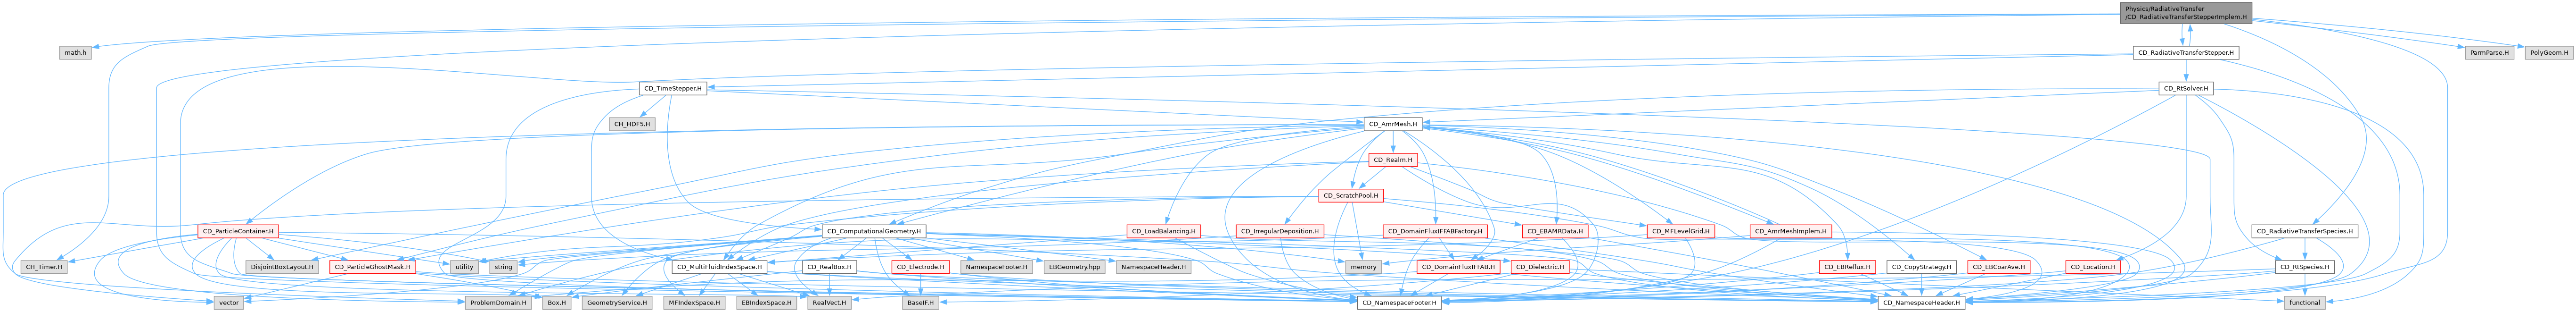 Physics/RadiativeTransfer
/CD_RadiativeTransferStepperImplem.H
math.h
CD_RadiativeTransferStepper.H
ParmParse.H
PolyGeom.H
CD_TimeStepper.H
CD_RtSolver.H
CH_HDF5.H
CD_AmrMesh.H
CD_Realm.H
CD_ScratchPool.H
CD_ParticleContainer.H
CD_ComputationalGeometry.H
CD_LoadBalancing.H
CD_IrregularDeposition.H
CD_DomainFluxIFFABFactory.H
CD_EBAMRData.H
CD_MFLevelGrid.H
CD_AmrMeshImplem.H
CD_RadiativeTransferSpecies.H
CH_Timer.H
DisjointBoxLayout.H
CD_ParticleGhostMask.H
utility
string
CD_MultiFluidIndexSpace.H
CD_RealBox.H
CD_Electrode.H
NamespaceFooter.H
EBGeometry.hpp
NamespaceHeader.H
memory
CD_DomainFluxIFFAB.H
CD_Dielectric.H
CD_EBReflux.H
CD_CopyStrategy.H
CD_EBCoarAve.H
CD_Location.H
CD_RtSpecies.H
vector
ProblemDomain.H
Box.H
GeometryService.H
MFIndexSpace.H
EBIndexSpace.H
RealVect.H
BaseIF.H
CD_NamespaceFooter.H
CD_NamespaceHeader.H
functional